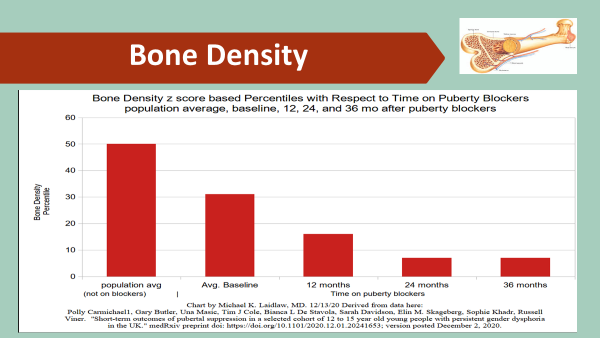 Bone Density
Bone Density z score based Percentiles with Respect to Time on Puberty Blockers
population average, baseline, 12, 24, and 36 mo after puberty blockers
Bone Density
Percentile
60
50
40
30
20
10
0
population avg Avg. Baseline 12 months 24 months 36 months
(not on blockers) | Time on puberty blockers
Chart by Michael K. Laidlaw, MD. 12/13/20 Derived from data here:
Polly Carmichael1, Gary Butler, Una Masic, Tim J Cole, Bianca L De Stavola, Sarah Davidson, Elin M. Skageberg, Sophie Khadr, Russell
Viner. "Short-term outcomes of pubertal suppression in a selected cohort of 12 to 15 year old young people with persistent gender dysphoria
in the UK." medRxiv preprint doi: https://doi.org/10.1101/2020.12.01.20241653; version posted December 2, 2020.